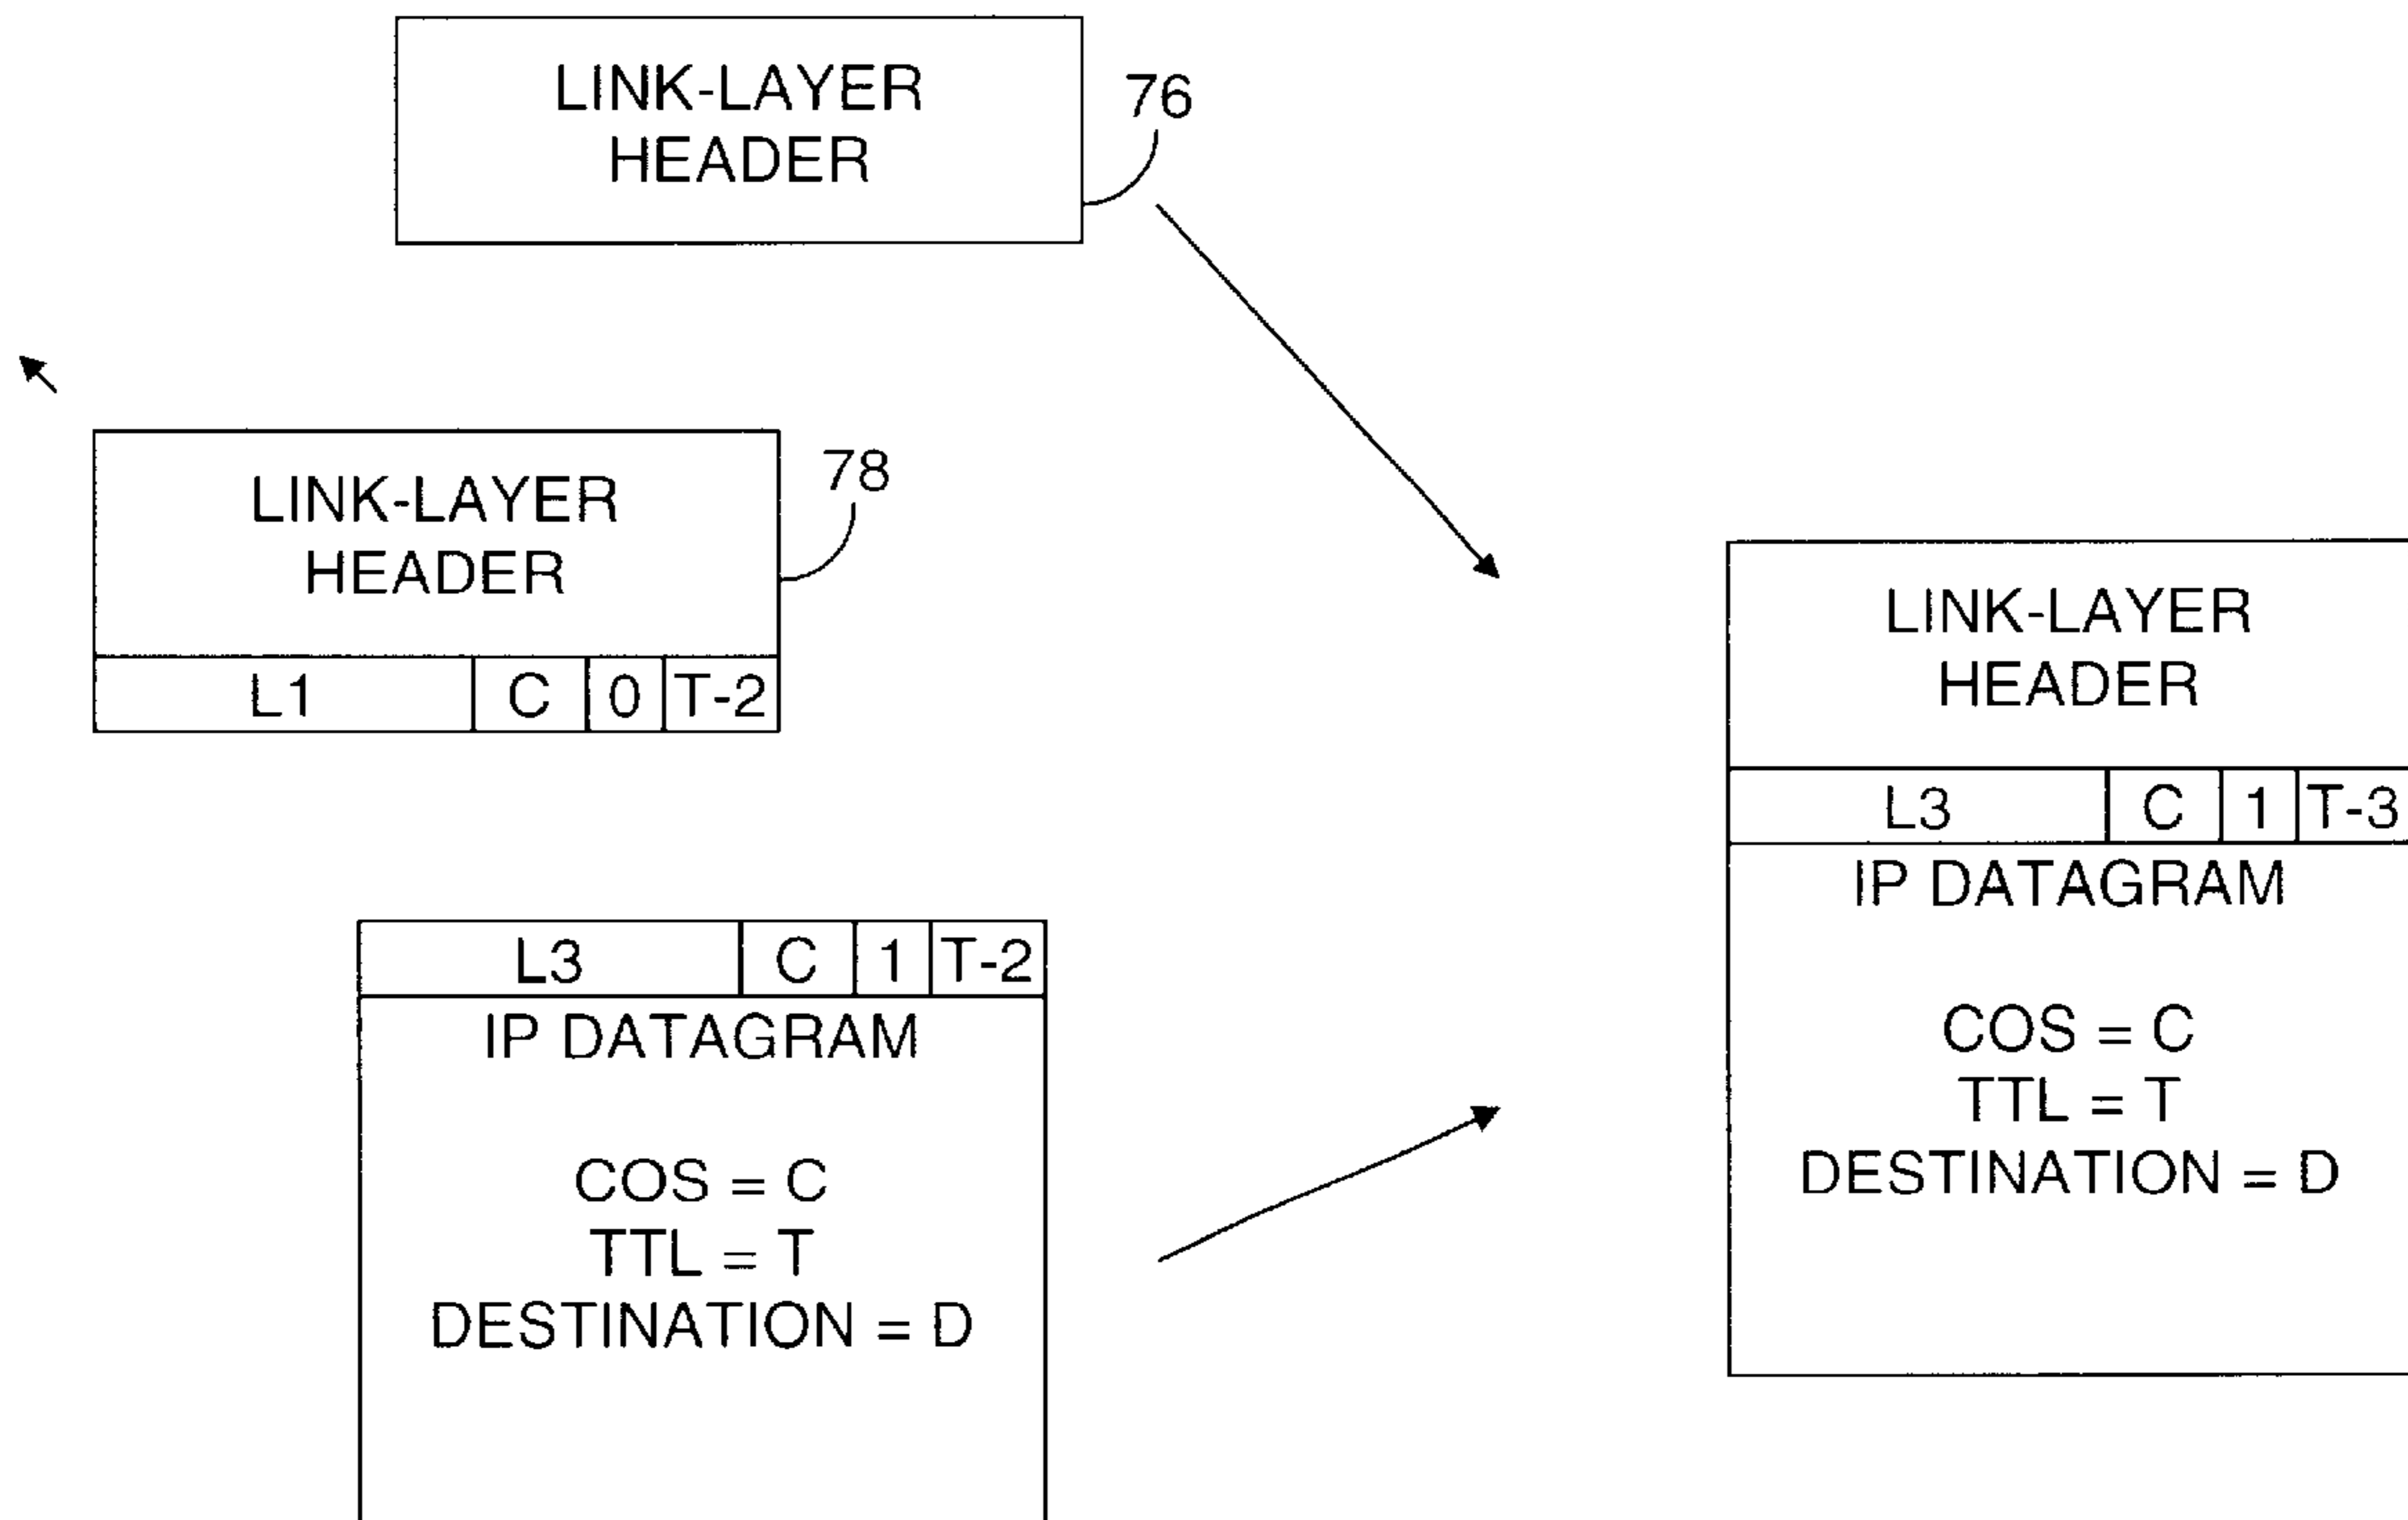 LINK-LAYER
HEADER
76
LINK-LAYER
HEADER
78
L1 C 0 T-2
L3 C 1 T-2
IP DATAGRAM
COS = C
TTL = T
DESTINATION = D
LINK-LAYER
HEADER
L3 C 1 T-3
IP DATAGRAM
COS = C
TTL = T
DESTINATION = D